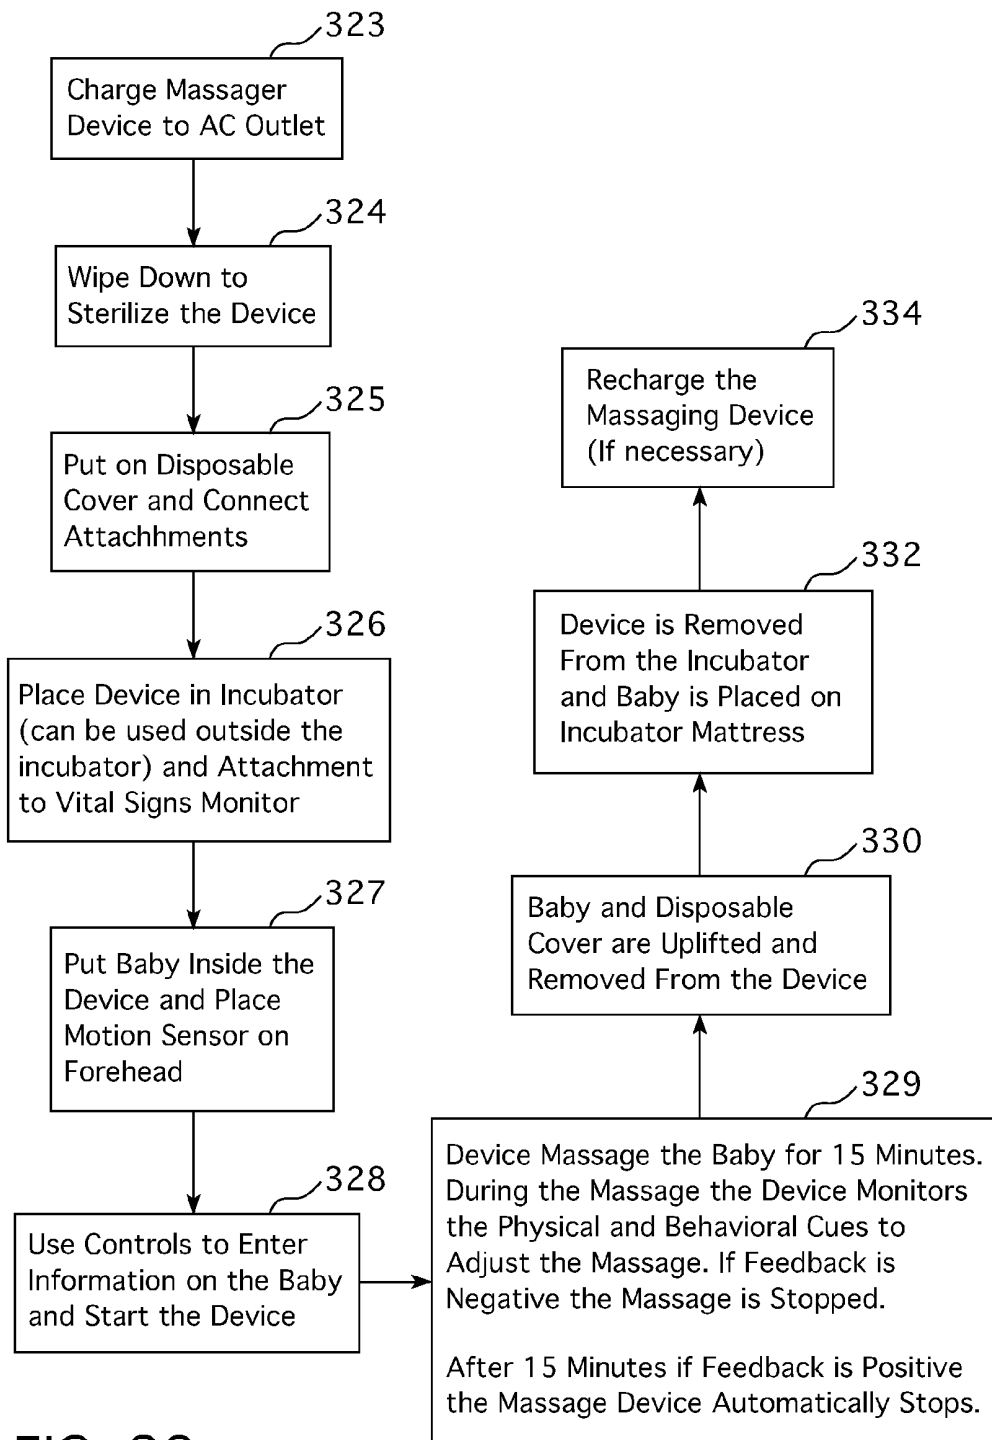 323
Charge Massager
Device to AC Outlet
324
Wipe Down to
Sterilize the Device
325
Put on Disposable
Cover and Connect
Attachhments
326
Place Device in Incubator
(can be used outside the
incubator) and Attachment
to Vital Signs Monitor
327
Put Baby Inside the
Device and Place
Motion Sensor on
Forehead
328
Use Controls to Enter
Information on the Baby
and Start the Device
329
Device Massage the Baby for 15 Minutes.
During the Massage the Device Monitors
the Physical and Behavioral Cues to
Adjust the Massage. If Feedback is
Negative the Massage is Stopped.
After 15 Minutes if Feedback is Positive
the Massage Device Automatically Stops.
330
Baby and Disposable
Cover are Uplifted and
Removed From the Device
332
Device is Removed
From the Incubator
and Baby is Placed on
Incubator Mattress
334
Recharge the
Massaging Device
(If necessary)
FIG.